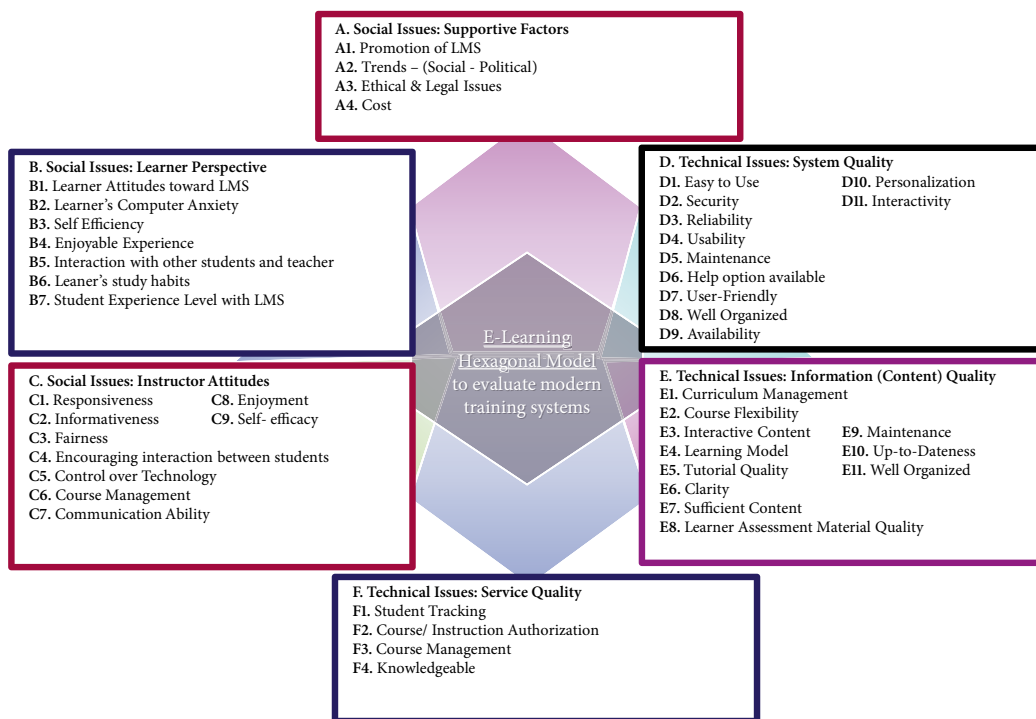 A. Social Issues: Supportive Factors
A1. Promotion of LMS
A2. Trends – (Social - Political)
A3. Ethical & Legal Issues
A4. Cost
B. Social Issues: Learner Perspective
B1. Learner Attitudes toward LMS
B2. Learner's Computer Anxiety
B3. Self Efficiency
B4. Enjoyable Experience
B5. Interaction with other students and teacher
B6. Leaner's study habits
B7. Student Experience Level with LMS
D. Technical Issues: System Quality
D1. Easy to Use
D2. Security
D3. Reliability
D4. Usability
D5. Maintenance
D6. Help option available
D7. User-Friendly
D8. Well Organized
D9. Availability
D10. Personalization
D11. Interactivity
E-Learning
Hexagonal Model
to evaluate modern
training systems
C. Social Issues: Instructor Attitudes
C1. Responsiveness
C2. Informativeness
C3. Fairness
C4. Encouraging interaction between students
C5. Control over Technology
C6. Course Management
C7. Communication Ability
C8. Enjoyment
C9. Self- efficacy
E. Technical Issues: Information (Content) Quality
E1. Curriculum Management
E2. Course Flexibility
E3. Interactive Content
E4. Learning Model
E5. Tutorial Quality
E6. Clarity
E7. Sufficient Content
E8. Learner Assessment Material Quality
E9. Maintenance
E10. Up-to-Dateness
E11. Well Organized
F. Technical Issues: Service Quality
F1. Student Tracking
F2. Course/ Instruction Authorization
F3. Course Management
F4. Knowledgeable